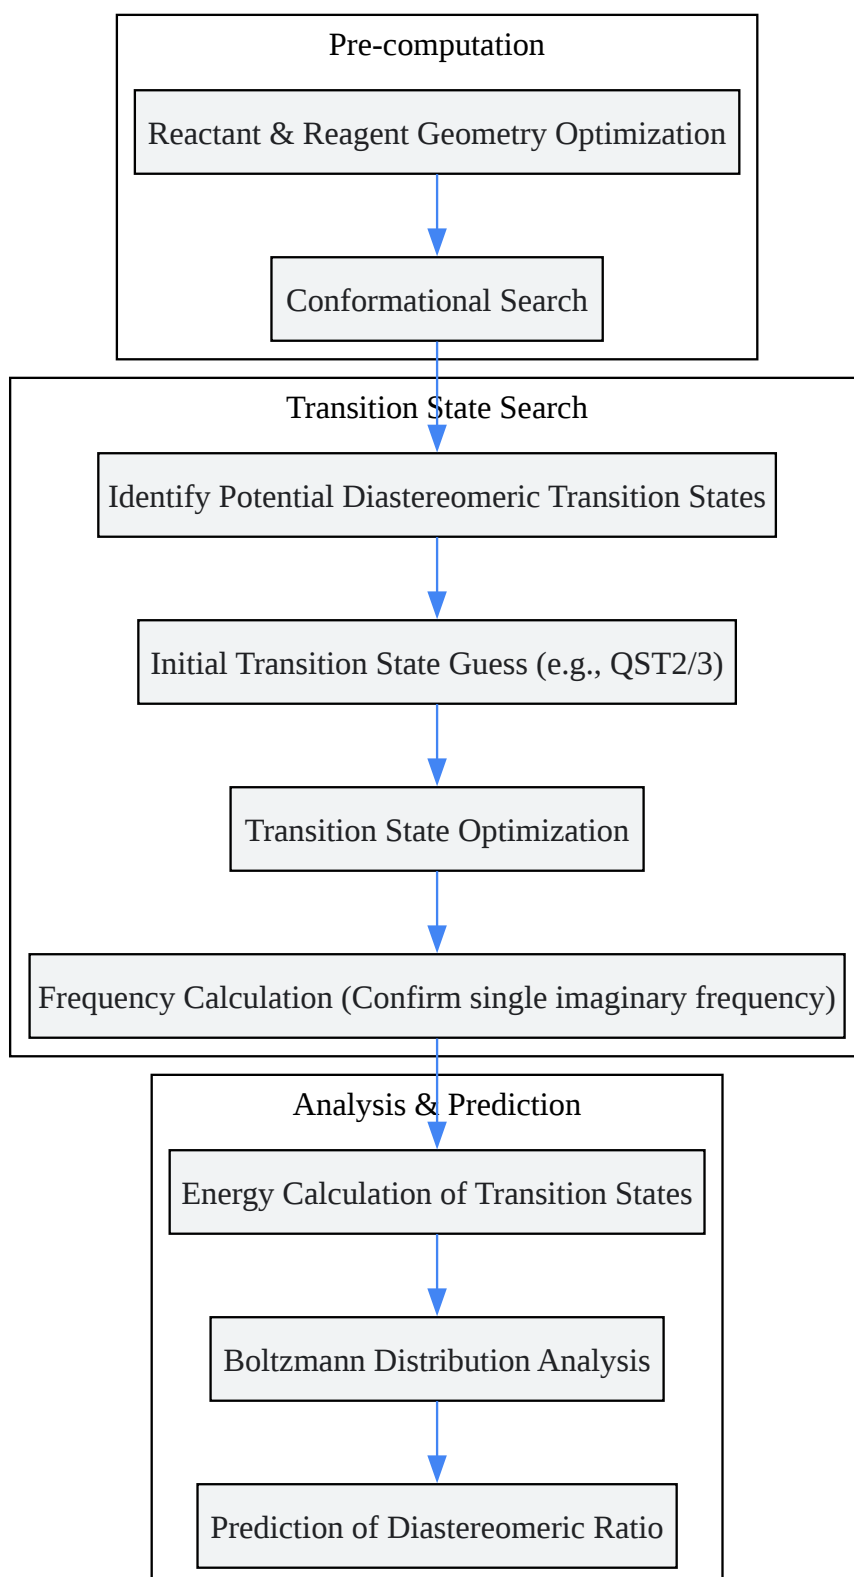 Pre-computation
Reactant & Reagent Geometry Optimization
Conformational Search
Transition State Search
Identify Potential Diastereomeric Transition States
Initial Transition State Guess (e.g., QST2/3)
Transition State Optimization
Frequency Calculation (Confirm single imaginary frequency)
Analysis & Prediction
Energy Calculation of Transition States
Boltzmann Distribution Analysis
Prediction of Diastereomeric Ratio